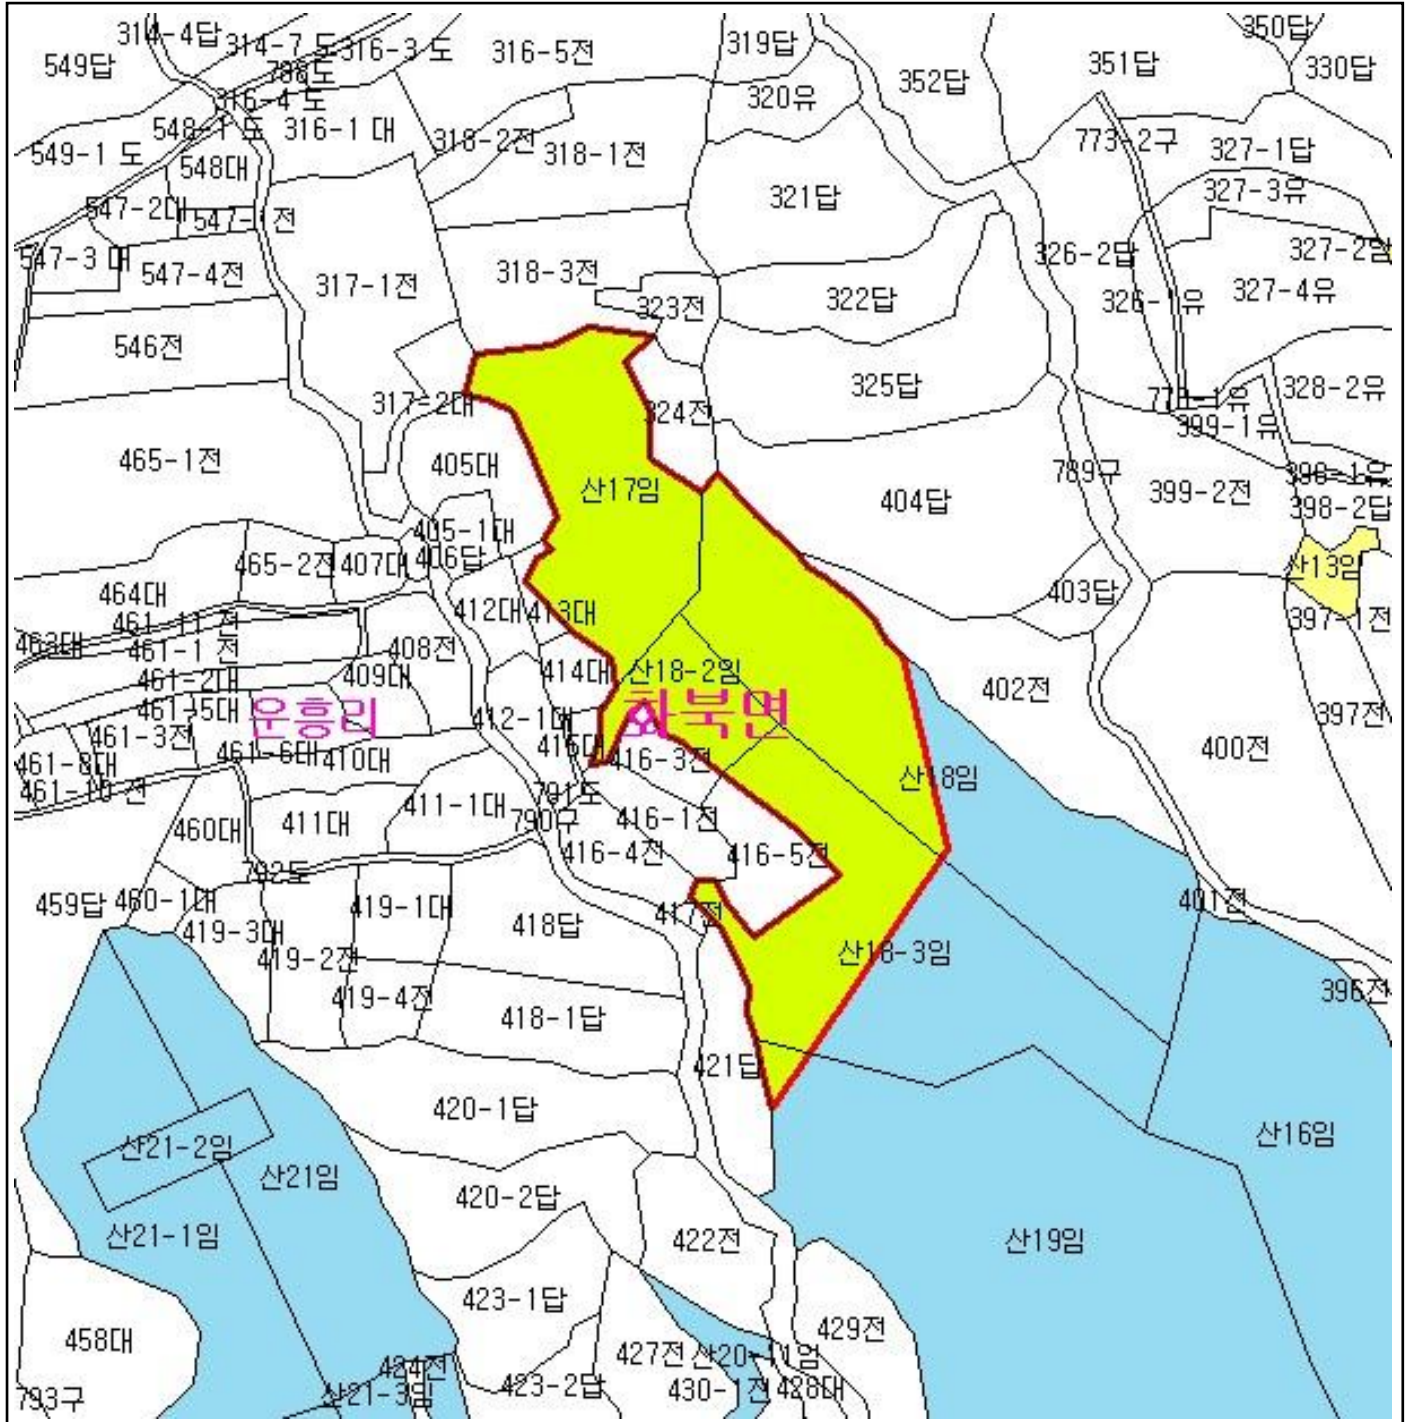 314-4답
314-7 도
316-3 도
316-5전
319답
350답
549답
798도
351답
330답
352답
320유
316-4 도
548-1 도
316-1 대
318-2전
318-1전
773-2구
327-1답
549-1 도
548대
327-3유
321답
547-2대
547-1전
326-2답
327-2답
547-3 대
547-4전
317-1전
318-3전
323전
322답
326-1유
327-4유
546전
325답
328-2유
317-2대
324전
399-1유
465-1전
405대
산17임
404답
789구
399-2전
398-2답
405-1대
406답
465-2전
407대
산13임
464대
412대
413대
403답
397-1전
463대
461-11 전
461-1 전
408전
409대
414대
산18-2임
402전
461-2대
461-5대
운흥리
412-1대
화북면
397전
461-3전
461-6대
410대
416대
416-3전
400전
461-8대
461-10 전
411-1대
791도
산18임
460대
411대
790구
416-1전
416-4전
416-5전
792도
459답
460-1대
419-1대
417전
401전
419-3대
418답
419-2전
산18-3임
419-4전
396전
418-1답
421답
420-1답
산21-2임
산21임
산16임
420-2답
산21-1임
422전
산19임
423-1답
429전
458대
427전
산20-11임
424전
423-2답
430-1전
428대
793구
산21-3임